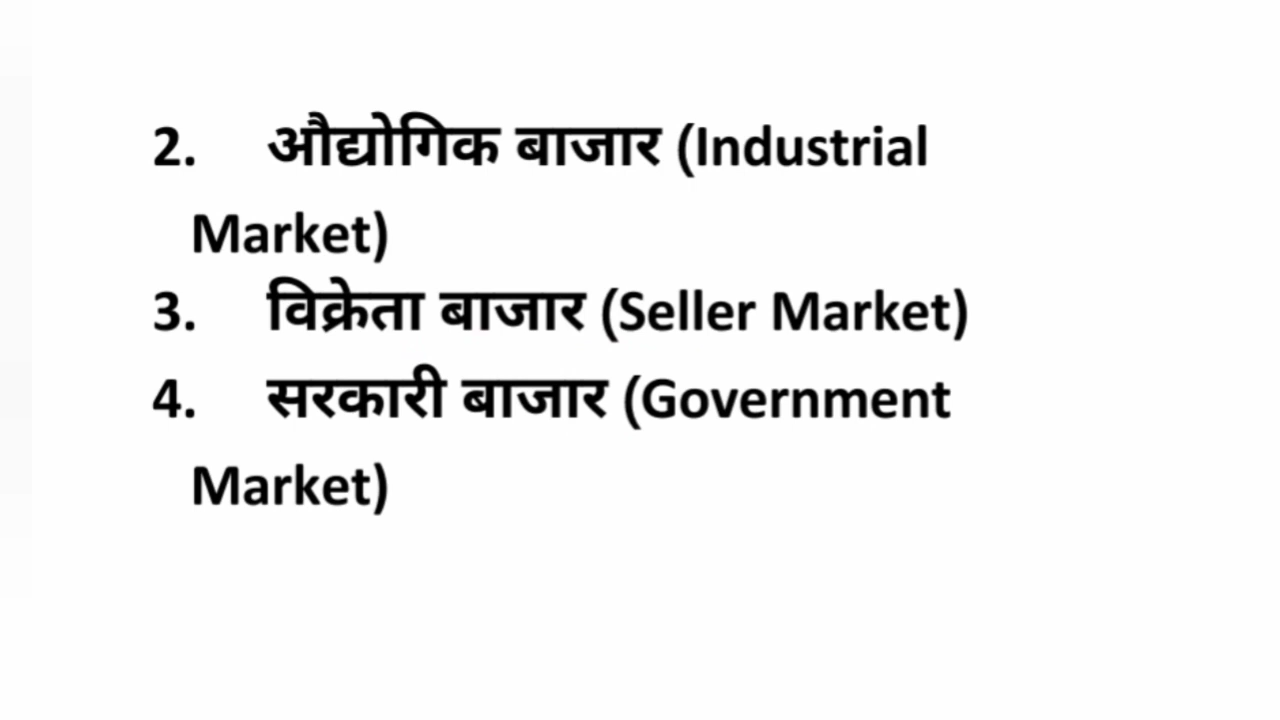 2. औद्योगिक बाजार (Industrial
Market)
3. विक्रेता बाजार (Seller Market)
4. सरकारी बाजार (Government
Market)